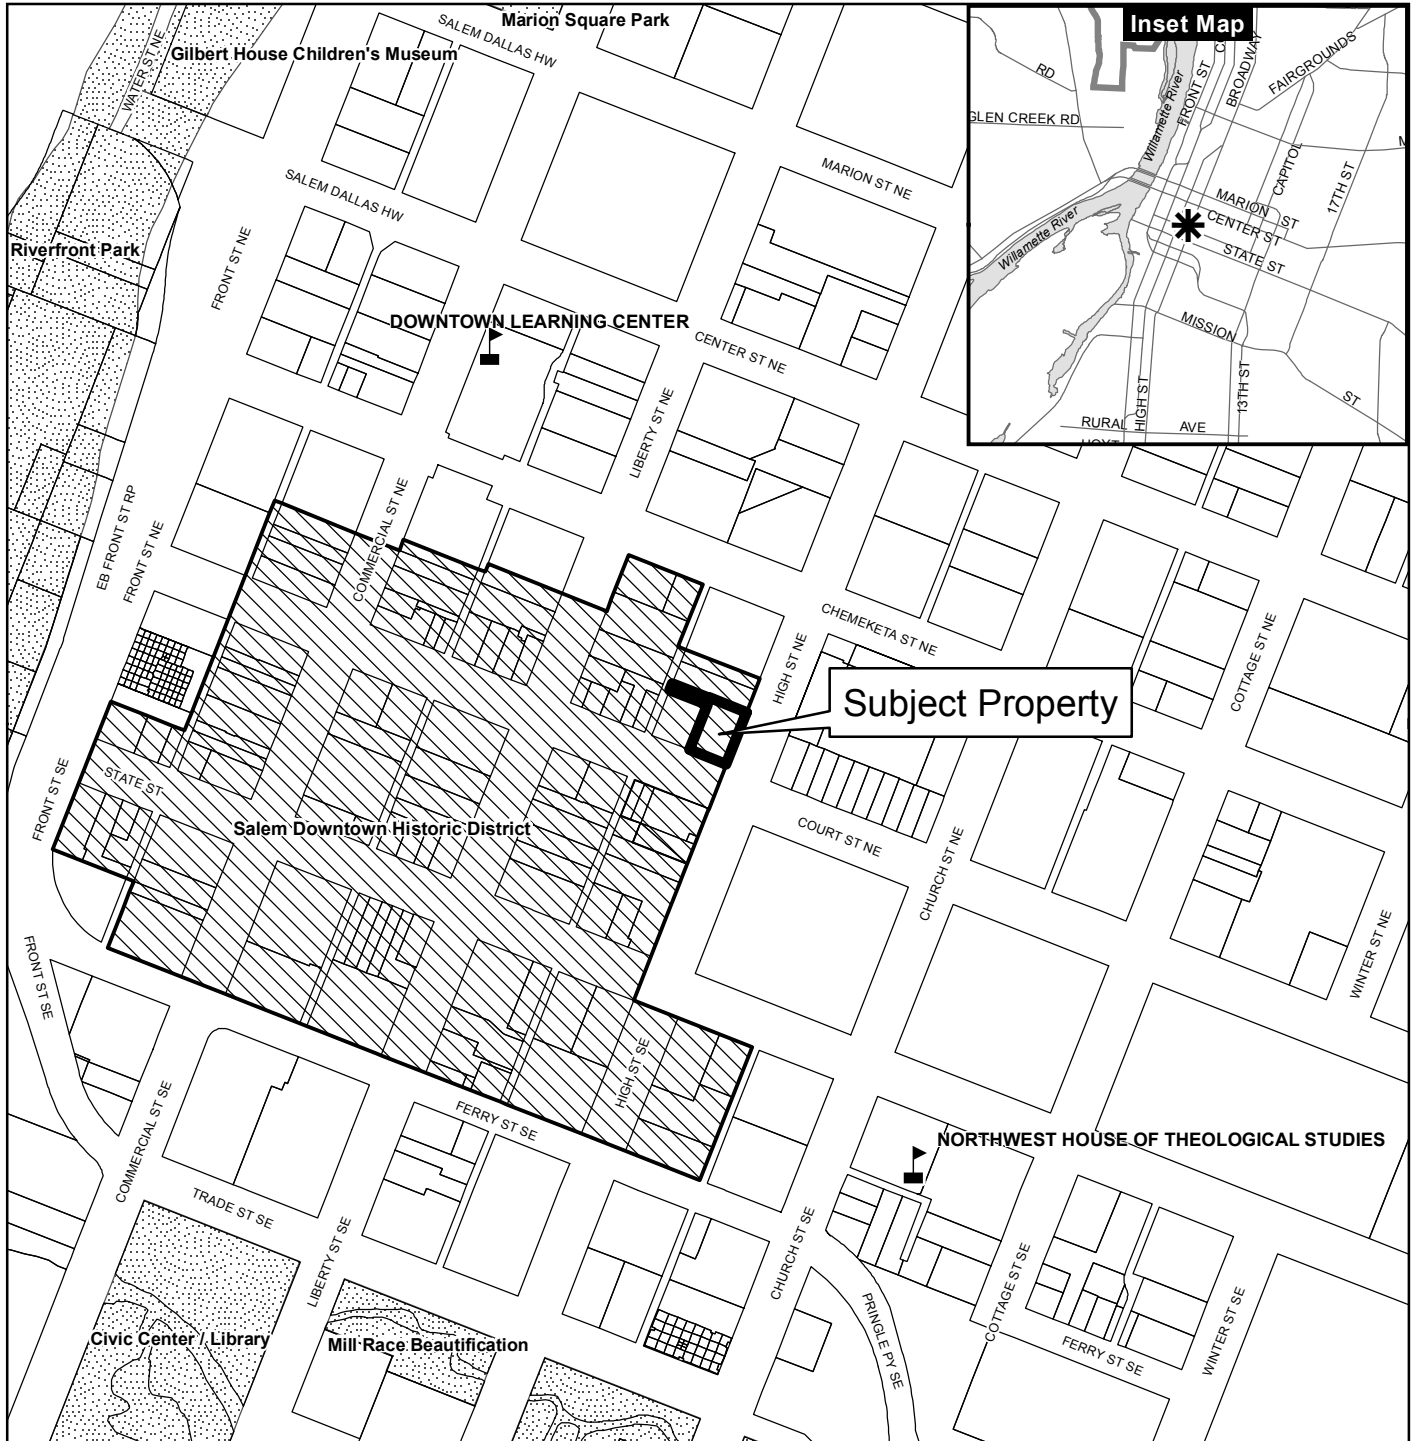 Marion Square Park
SALEM DALLAS HW
Gilbert House Children's Museum
WATER ST NE
Inset Map
RD
GLEN CREEK RD
Willamette River
FRONT ST
BROADWAY
FAIRGROUNDS
CAPITOL
17TH ST
MARION ST
CENTER ST
STATE ST
Willamette River
MISSION ST
HIGH ST
13TH ST
RURAL AVE
MARION ST NE
SALEM DALLAS HW
Riverfront Park
FRONT ST NE
DOWNTOWN LEARNING CENTER
CENTER ST NE
LIBERTY ST NE
COMMERCIAL ST NE
EB FRONT ST RP
FRONT ST NE
CHEMEKETA ST NE
HIGH ST NE
COTTAGE ST NE
Subject Property
STATE ST
FRONT ST SE
Salem Downtown Historic District
COURT ST NE
CHURCH ST NE
WINTER ST NE
FRONT ST SE
HIGH ST SE
FERRY ST SE
COMMERCIAL ST SE
NORTHWEST HOUSE OF THEOLOGICAL STUDIES
TRADE ST SE
LIBERTY ST SE
CHURCH ST SE
COTTAGE ST SE
PRINGLE PY SE
WINTER ST SE
FERRY ST SE
Civic Center / Library
Mill Race Beautification